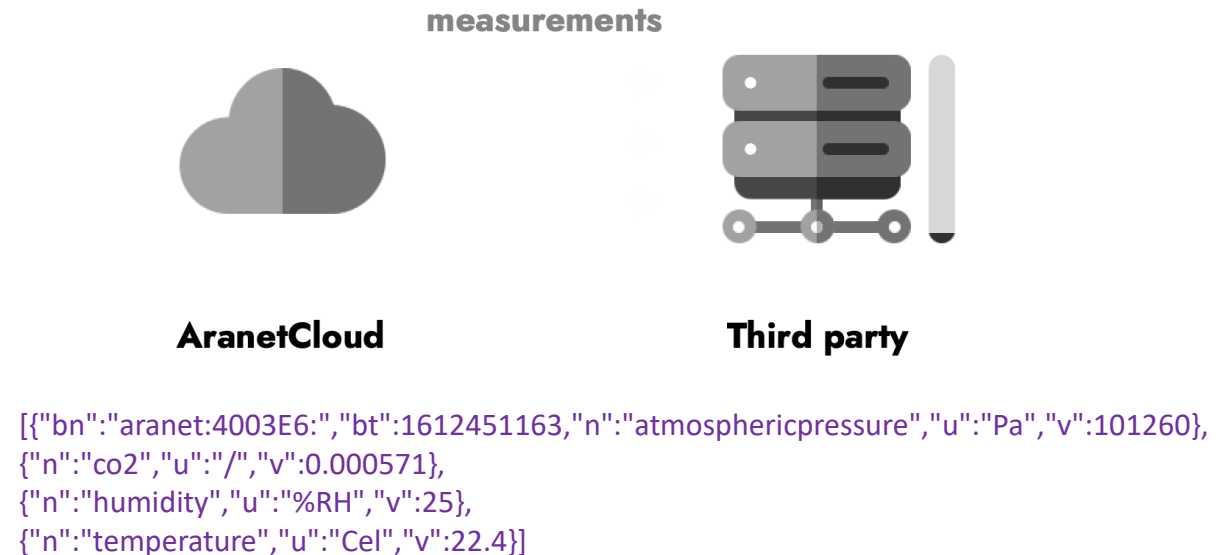 measurements
AranetCloud
Third party
[{"bn":"aranet:4003E6:","bt":1612451163,"n":"atmosphericpressure","u":"Pa","v":101260},
{"n":"co2","u":"/","v":0.000571},
{"n":"humidity","u":"%RH","v":25},
{"n":"temperature","u":"Cel","v":22.4}]